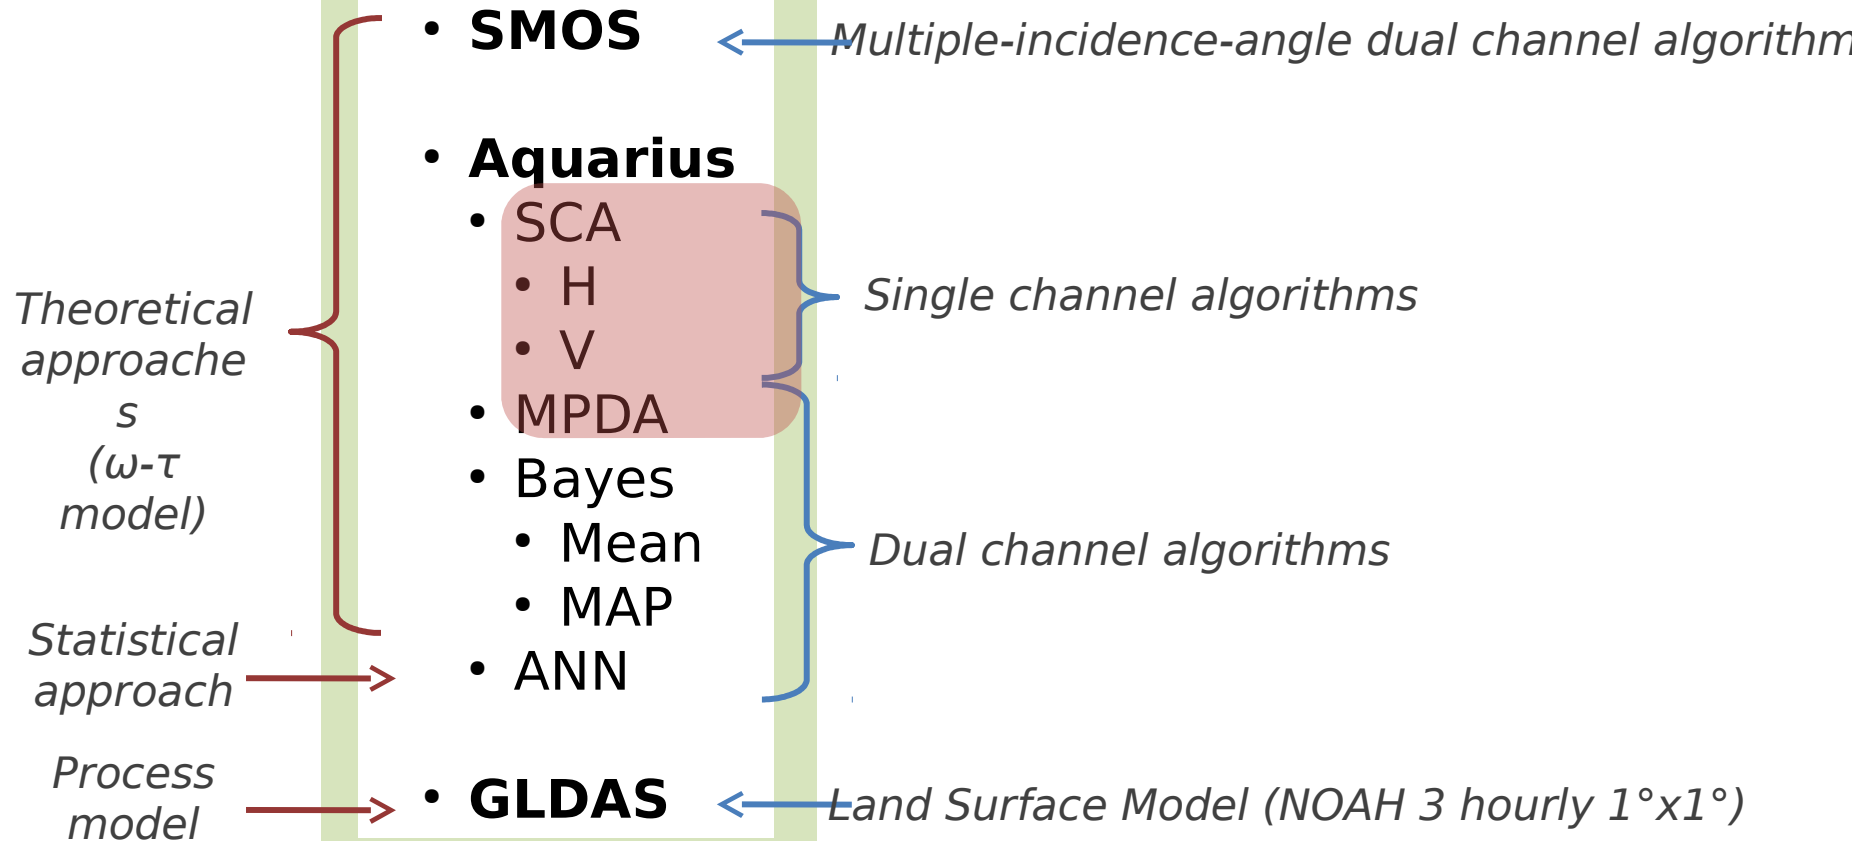 • SMOS
Multiple-incidence-angle dual channel algorithm
• Aquarius
• SCA
• H
• V
• MPDA
• Bayes
• Mean
• MAP
• ANN
• GLDAS
Theoretical
approache
s
(ω-τ
model)
Statistical
approach
Process
model
Single channel algorithms
Dual channel algorithms
Land Surface Model (NOAH 3 hourly 1°x1°)